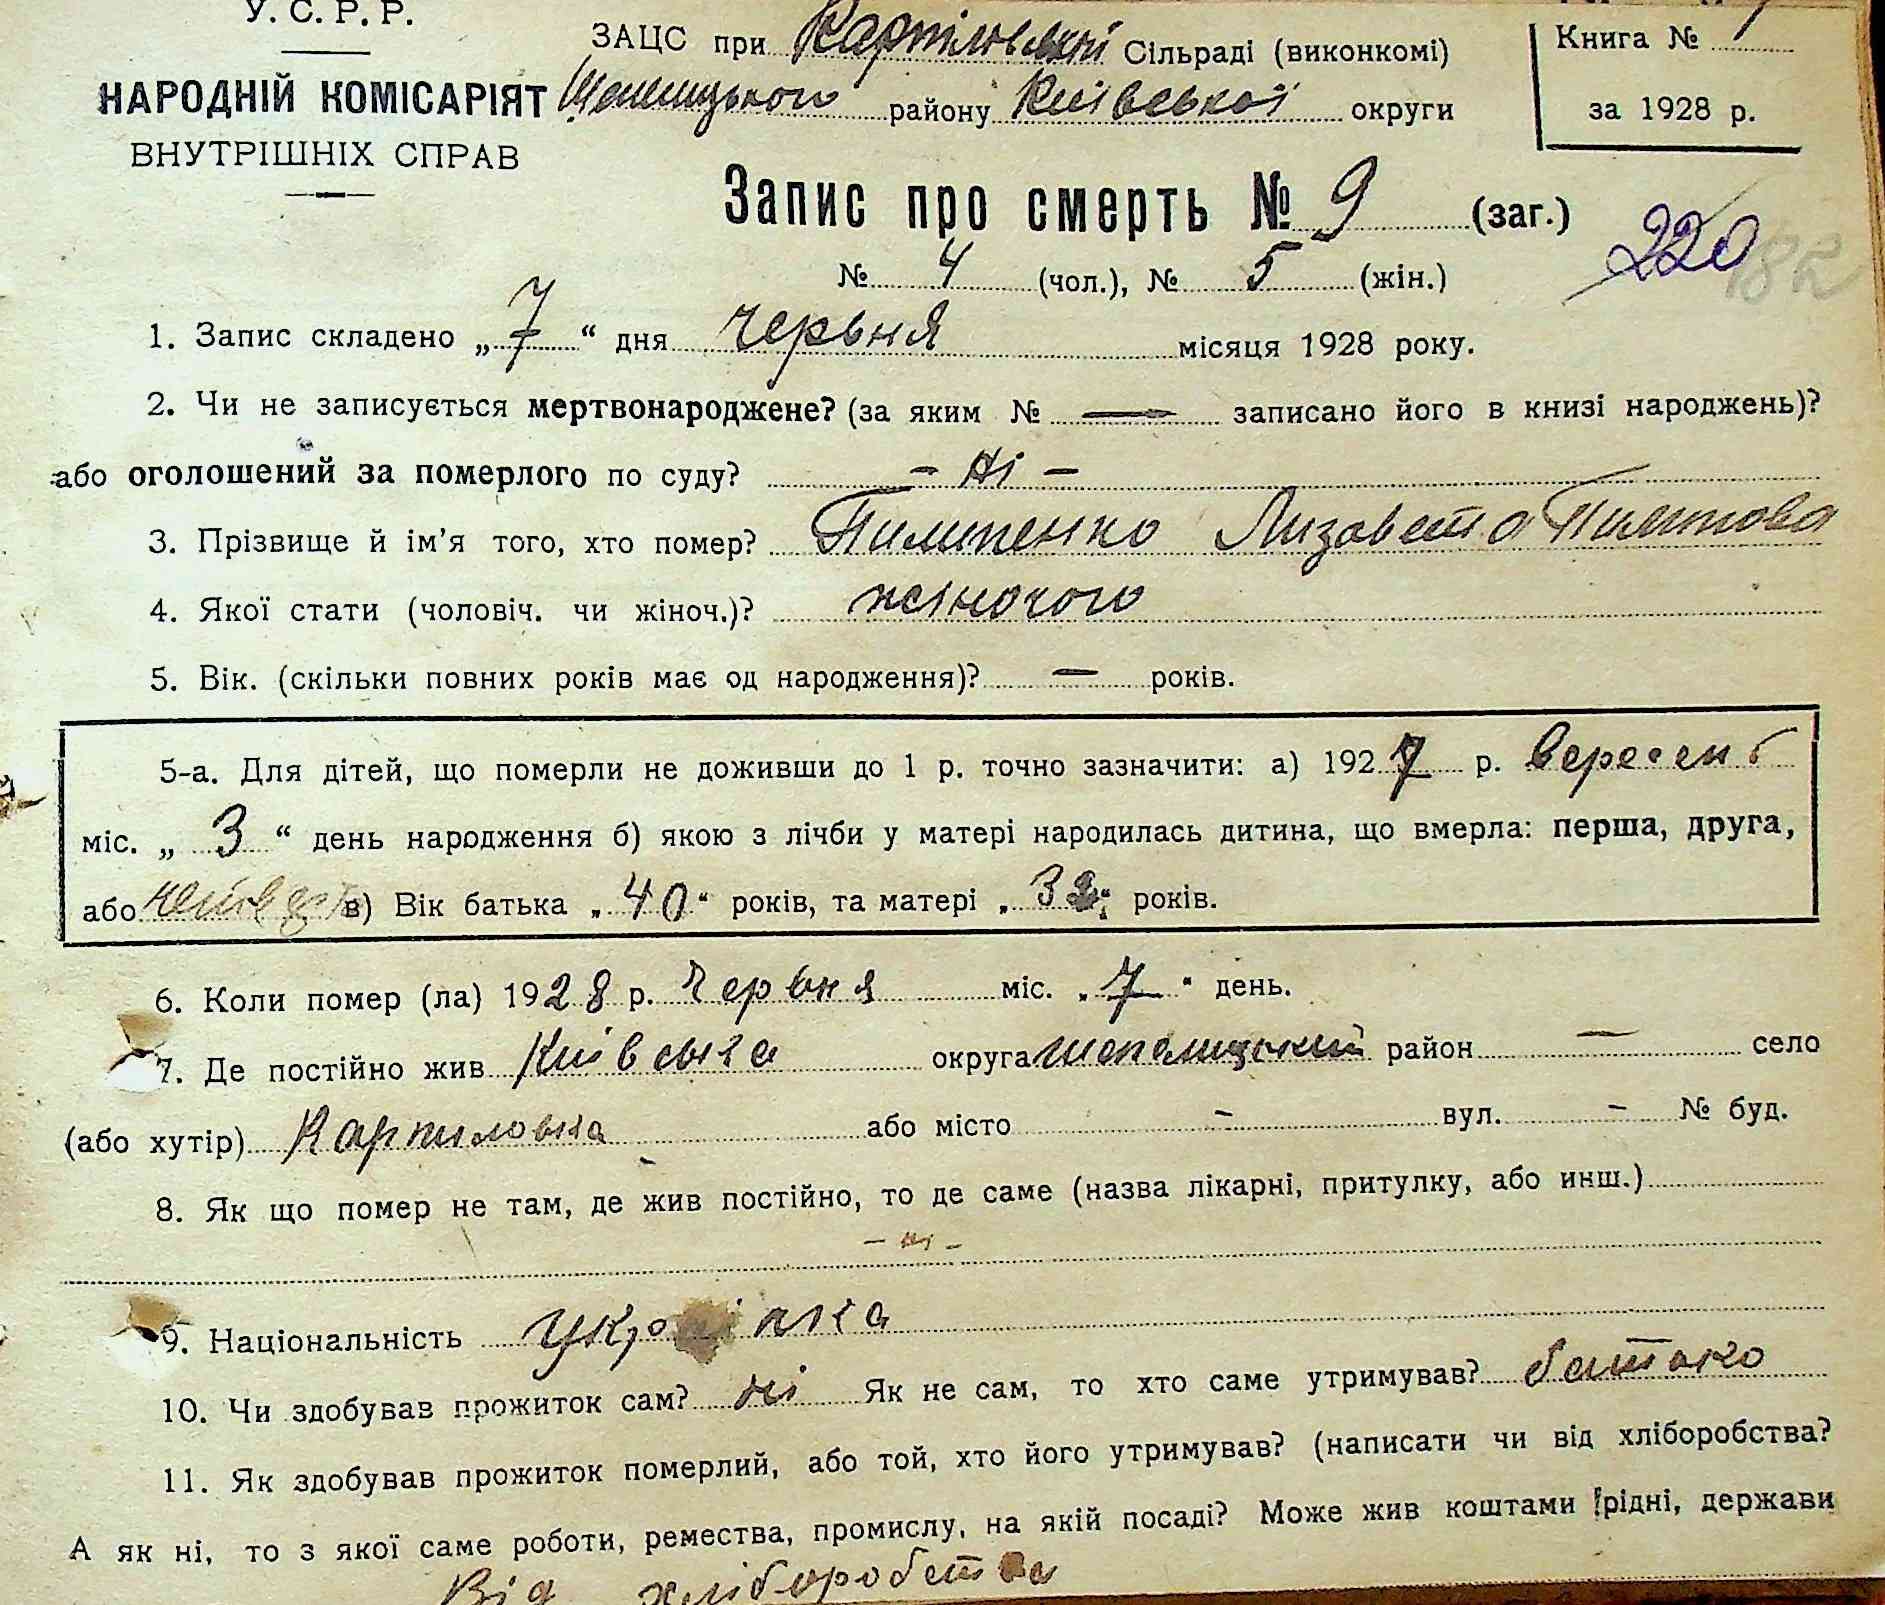 У. С. Р. Р.
НАРОДНІЙ КОМІСАРІЯТ
ВНУТРІШНІХ СПРАВ
ЗАЦС при Карпиловській Сільраді (виконкомі)
Шепелицького району Київської округи
Книга №
за 1928 р.
Запис про смерть № 9 (заг.)
220
№ 4 (чол.), № 5 (жін.)
1. Запис складено „ 7 “ дня червня місяця 1928 року.
2. Чи не записується мертвонароджене? (за яким № — записано його в книзі народжень)?
або оголошений за померлого по суду? - ні -
3. Прізвище й ім’я того, хто помер? Пилипенко Лизавета Пилипова
4. Якої стати (чоловіч. чи жіноч.)? жіночого
5. Вік. (скільки повних років має од народження)? — років.
5-а. Для дітей, що померли не доживши до 1 р. точно зазначити: а) 1927 р. вересень
міс. „ 3 “ день народження б) якою з лічби у матері народилась дитина, що вмерла: перша, друга,
або в) Вік батька „ 40 “ років, та матері „ 32 “ років.
6. Коли помер (ла) 1928 р. Червня міс. „ 7 “ день.
7. Де постійно жив Київська округа шепелицький район — село
(або хутір) Карпиловка або місто - вул. - № буд.
8. Як що помер не там, де жив постійно, то де саме (назва лікарні, притулку, або инш.)
- ні -
9. Національність українка
10. Чи здобував прожиток сам? ні Як не сам, то хто саме утримував? батько
11. Як здобував прожиток померлий, або той, хто його утримував? (написати чи від хліборобства?
А як ні, то з якої саме роботи, ремества, промислу, на якій посаді? Може жив коштами рідні, держави
Від хліборобства